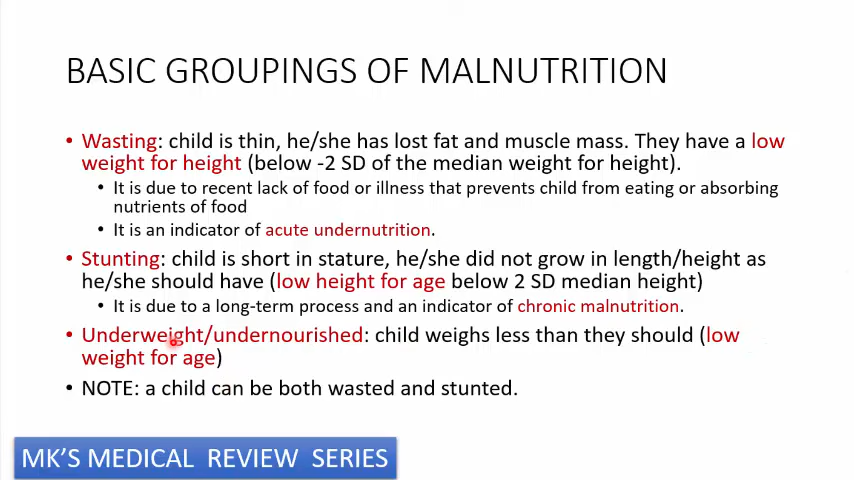 BASIC GROUPINGS OF MALNUTRITION
• Wasting: child is thin, he/she has lost fat and muscle mass. They have a low
weight for height (below -2 SD of the median weight for height).
• It is due to recent lack of food or illness that prevents child from eating or absorbing
nutrients of food
• It is an indicator of acute undernutrition.
• Stunting: child is short in stature, he/she did not grow in length/height as
he/she should have (low height for age below 2 SD median height)
• It is due to a long-term process and an indicator of chronic malnutrition.
• Underweight/undernourished: child weighs less than they should (low
weight for age)
• NOTE: a child can be both wasted and stunted.
MK'S MEDICAL REVIEW SERIES